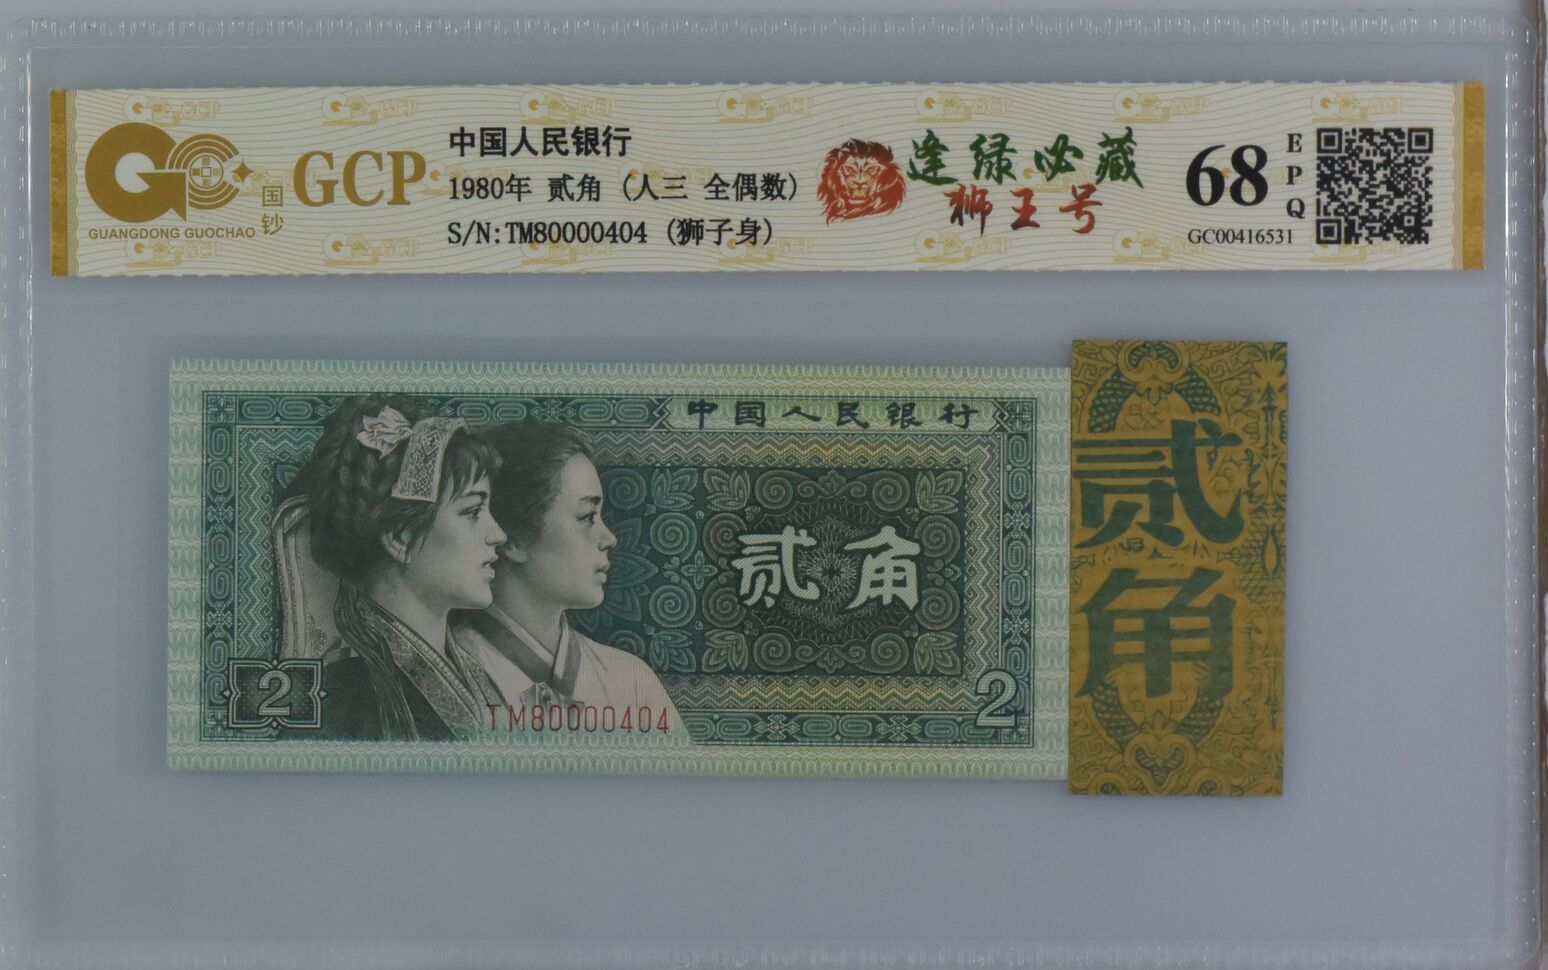 GCP
国钞
GUANGDONG GUOCHAO
中国人民银行
1980年 贰角 (人三 全偶数)
S/N:TM80000404 (狮子身)
逢绿必藏
狮王号
68
EPQ
GC00416531
中国人民银行
贰角
2
TM80000404
2
贰角